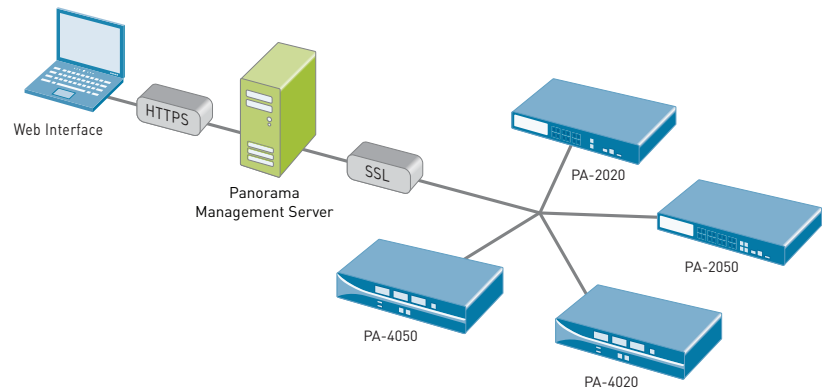 HTTPS
Web Interface
SSL
Panorama
Management Server
PA-2020
PA-2050
PA-4050
PA-4020